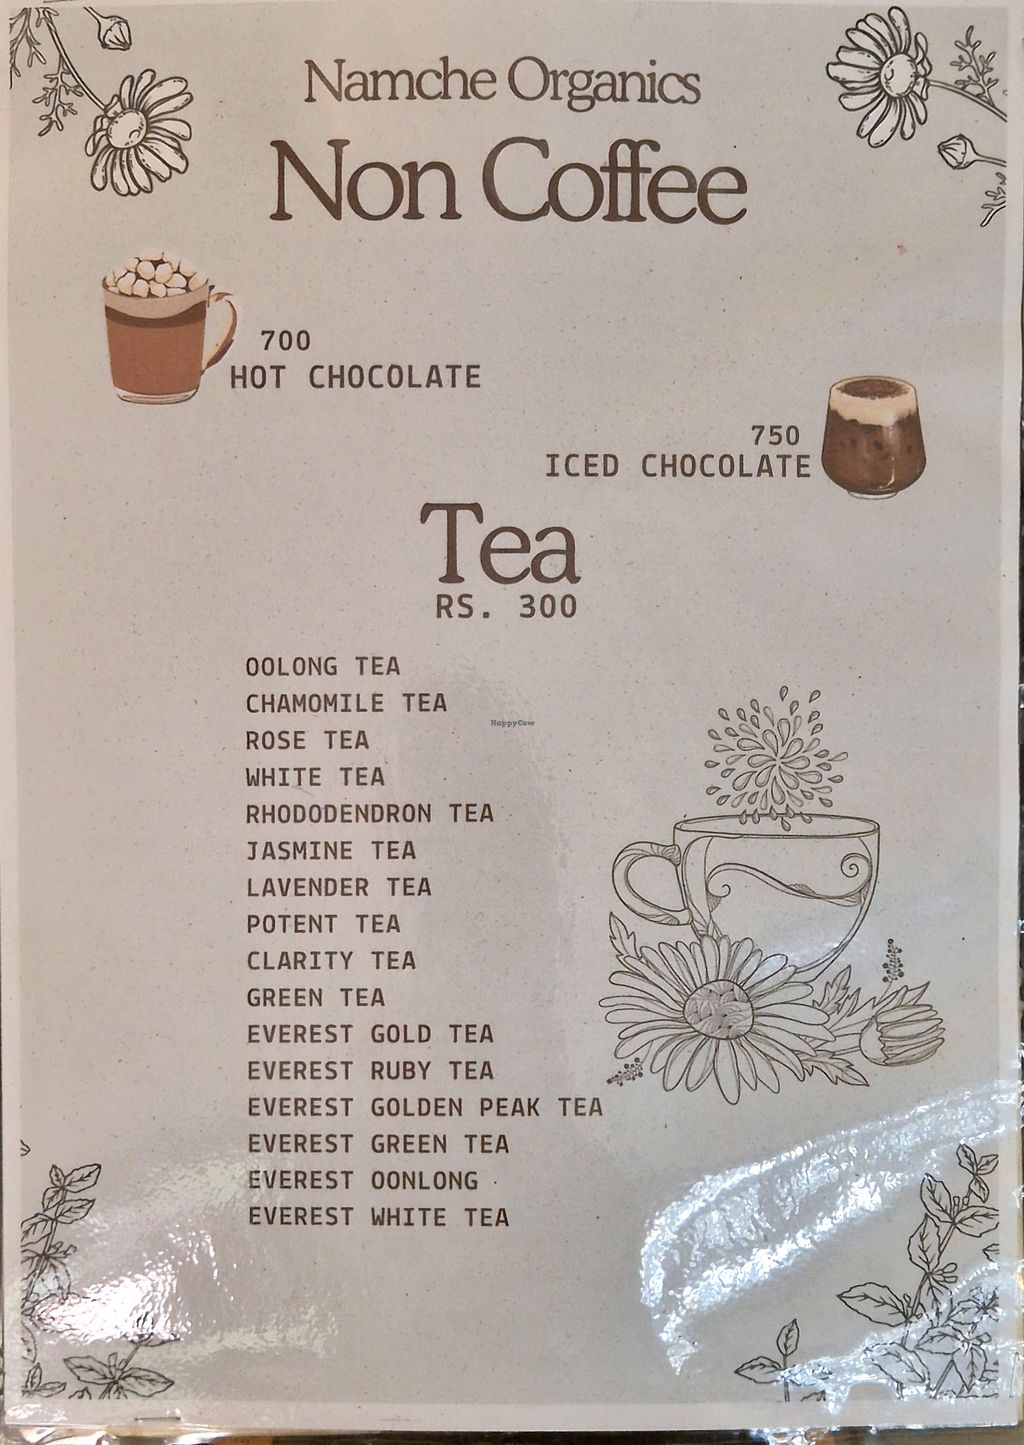 Namche Organics
Non Coffee
700
HOT CHOCOLATE
750
ICED CHOCOLATE
Tea
RS. 300
OOLONG TEA
CHAMOMILE TEA
HappyCow
ROSE TEA
WHITE TEA
RHODODENDRON TEA
JASMINE TEA
LAVENDER TEA
POTENT TEA
CLARITY TEA
GREEN TEA
EVEREST GOLD TEA
EVEREST RUBY TEA
EVEREST GOLDEN PEAK TEA
EVEREST GREEN TEA
EVEREST OONLONG
EVEREST WHITE TEA